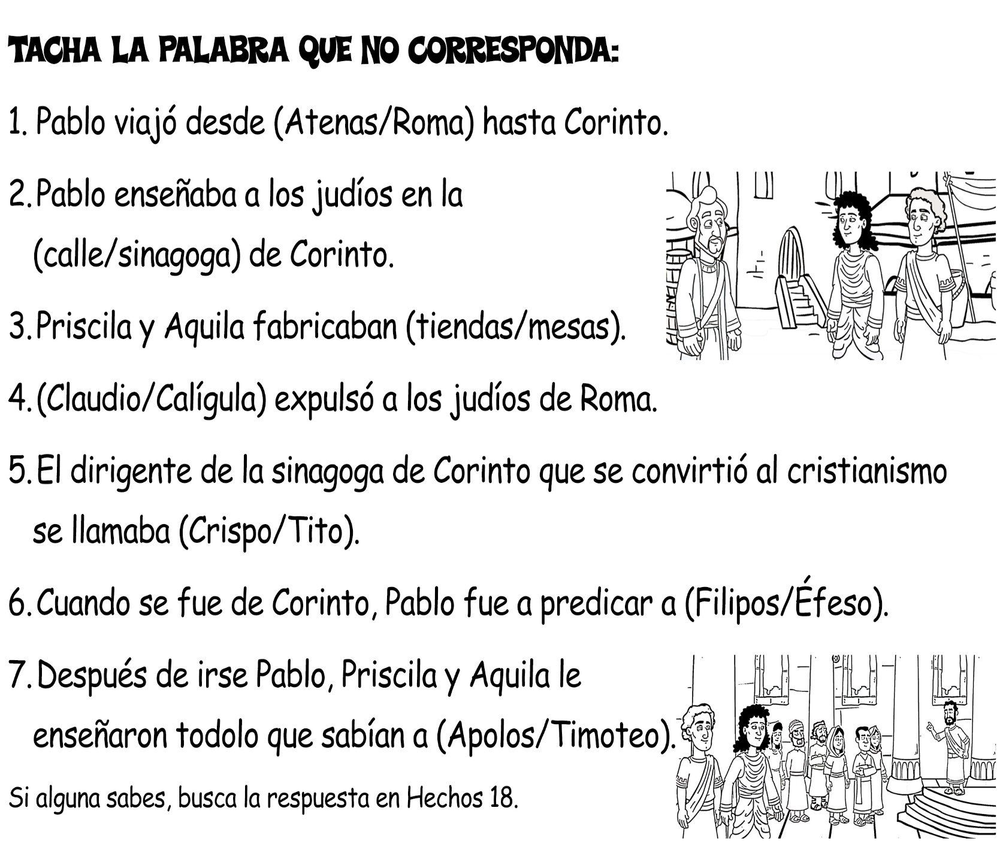 TACHA LA PALABRA QUE NO CORRESPONDA:
1. Pablo viajó desde (Atenas/Roma) hasta Corinto.
2. Pablo enseñaba a los judíos en la
(calle/sinagoga) de Corinto.
3. Priscila y Aquila fabricaban (tiendas/mesas).
4. (Claudio/Calígula) expulsó a los judíos de Roma.
5. El dirigente de la sinagoga de Corinto que se convirtió al cristianismo
se llamaba (Crispo/Tito).
6. Cuando se fue de Corinto, Pablo fue a predicar a (Filipos/Éfeso).
7. Después de irse Pablo, Priscila y Aquila le
enseñaron todolo que sabían a (Apolos/Timoteo).
Si alguna sabes, busca la respuesta en Hechos 18.